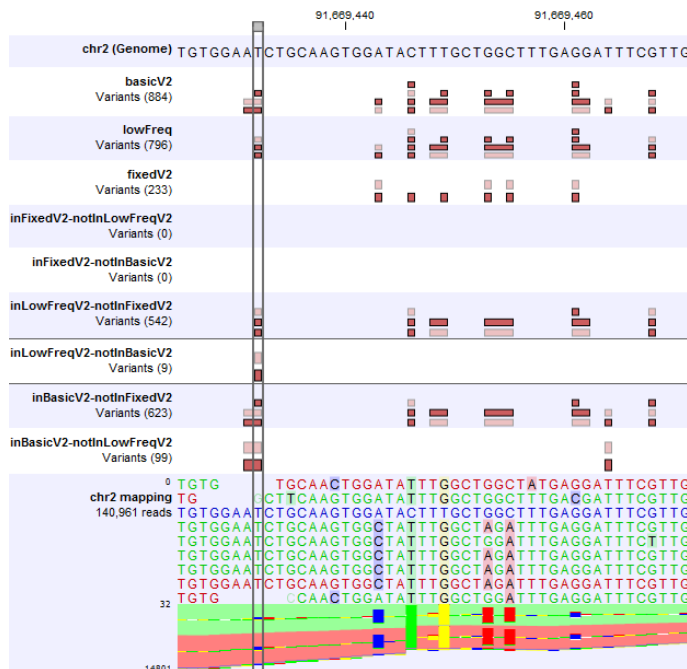 91,669,440 91,669,460
chr2 (Genome) TGTGGAATCTGCAAGTGGATACTTTGCTGGCTTTGAGGATTTCGTTG
basicV2
Variants (884)
lowFreq
Variants (796)
fixedV2
Variants (233)
inFixedV2-notInLowFreqV2
Variants (0)
inFixedV2-notInBasicV2
Variants (0)
inLowFreqV2-notInFixedV2
Variants (542)
inLowFreqV2-notInBasicV2
Variants (9)
inBasicV2-notInFixedV2
Variants (623)
inBasicV2-notInLowFreqV2
Variants (99)
0 TGTG TGCAACTGGATATTTGGCTGGCTATGAGGATTTCGTTG
chr2 mapping TG GCTTCAAGTGGATATTTGGCTGGCTTTGACGATTTCGTTG
140,961 reads TGTGGAATCTGCAAGTGGATACTTTGCTGGCTTTGAGGATTTCGTTG
TGTGGAATCTGCAAGTGGCTATTTGGCTAGATTTGAGGATTTCGTTG
TGTGGAATCTGCAAGTGGCTATTTGGCTGGATTTGAGGATTTCTTTG
TGTGGAATCTGCAAGTGGCTATTTGGCTAGATTTGAGGATTTCGTTG
TGTGGAATCTGCAAGTGGCTATTTGGCTAGATTTGAGGATTTCGTTG
TGTGGAATCTGCAAGTGGCTATTTGGCTAGATTTGAGGATTTCGTTG
TGTG CCAACTGGATATTTGGCTGGATTTGAGGATTTCGTTG
32